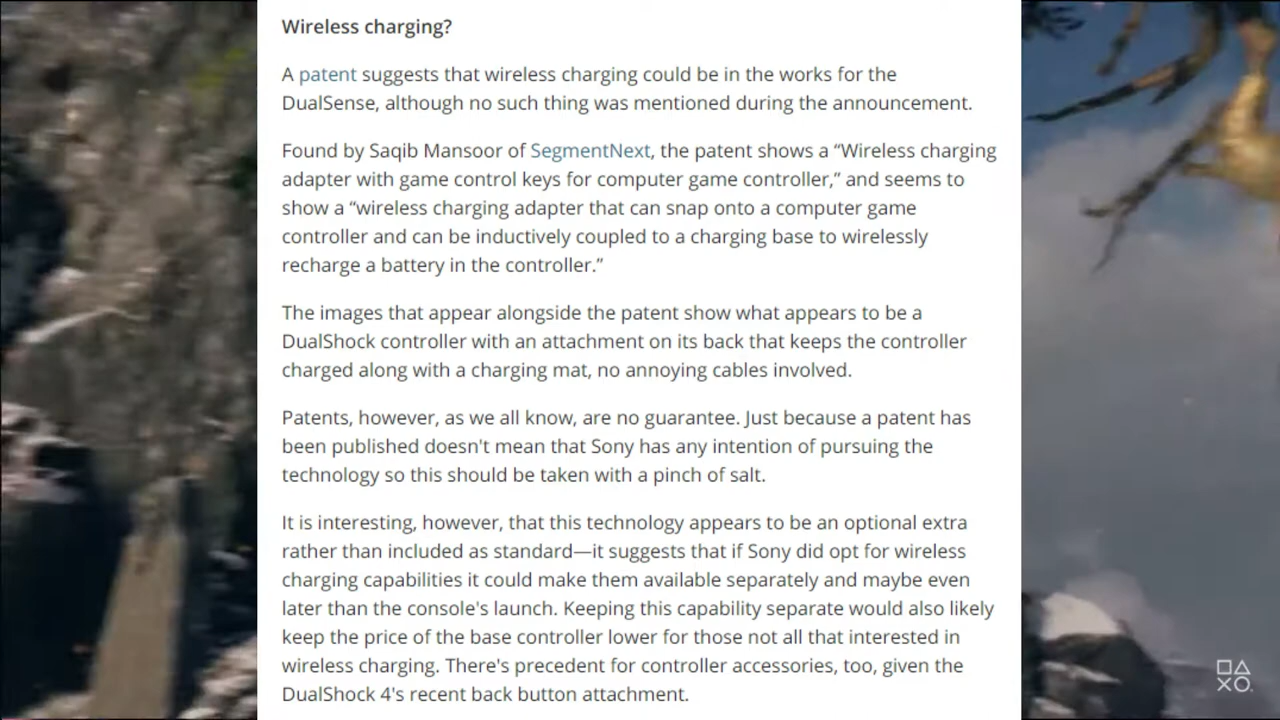 Wireless charging?
A patent suggests that wireless charging could be in the works for the
DualSense, although no such thing was mentioned during the announcement.
Found by Saqib Mansoor of SegmentNext, the patent shows a “Wireless charging
adapter with game control keys for computer game controller,” and seems to
show a “wireless charging adapter that can snap onto a computer game
controller and can be inductively coupled to a charging base to wirelessly
recharge a battery in the controller.”
The images that appear alongside the patent show what appears to be a
DualShock controller with an attachment on its back that keeps the controller
charged along with a charging mat, no annoying cables involved.
Patents, however, as we all know, are no guarantee. Just because a patent has
been published doesn't mean that Sony has any intention of pursuing the
technology so this should be taken with a pinch of salt.
It is interesting, however, that this technology appears to be an optional extra
rather than included as standard—it suggests that if Sony did opt for wireless
charging capabilities it could make them available separately and maybe even
later than the console's launch. Keeping this capability separate would also likely
keep the price of the base controller lower for those not all that interested in
wireless charging. There's precedent for controller accessories, too, given the
DualShock 4's recent back button attachment.